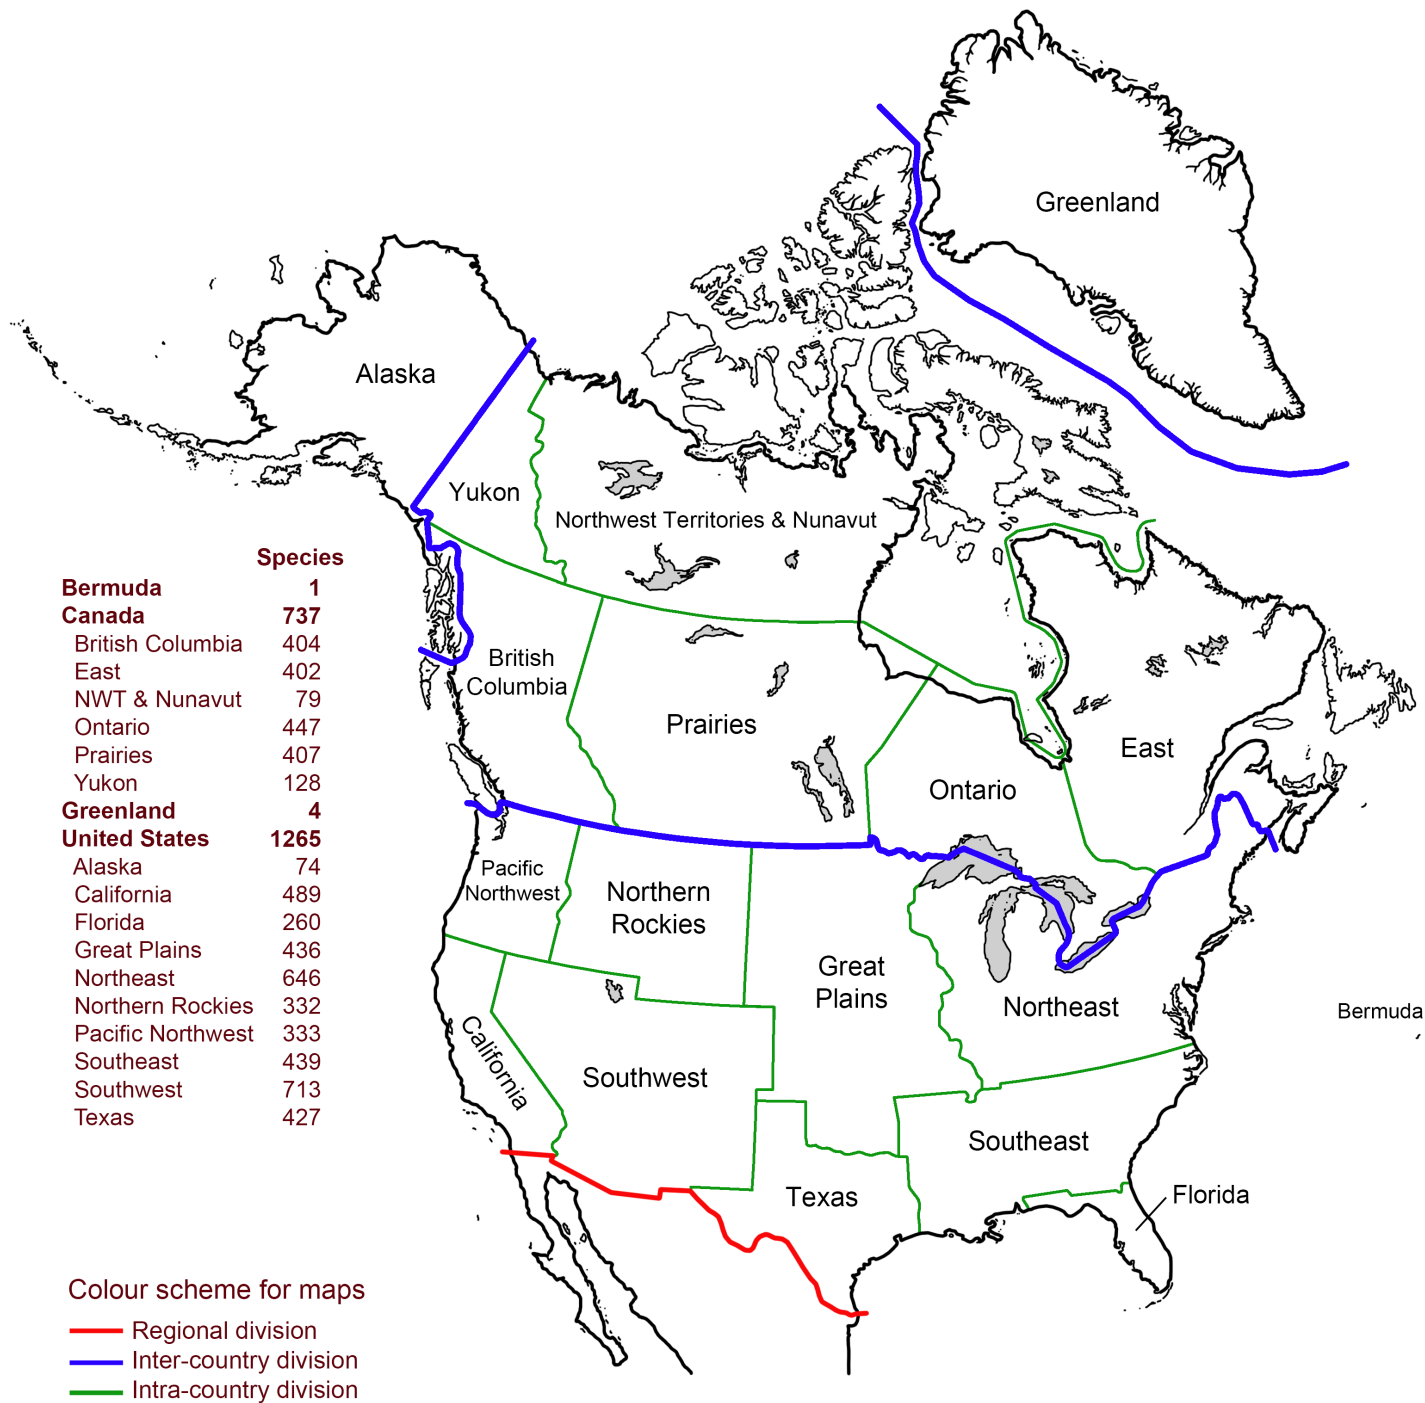 Greenland
Alaska
Yukon
Northwest Territories & Nunavut
British
Columbia
Prairies
East
Ontario
Pacific
Northwest
Northern
Rockies
Great
Plains
Northeast
Bermuda
California
Southwest
Southeast
Texas
Florida
Species
Bermuda 1
Canada 737
British Columbia 404
East 402
NWT & Nunavut 79
Ontario 447
Prairies 407
Yukon 128
Greenland 4
United States 1265
Alaska 74
California 489
Florida 260
Great Plains 436
Northeast 646
Northern Rockies 332
Pacific Northwest 333
Southeast 439
Southwest 713
Texas 427
Colour scheme for maps
Regional division
Inter-country division
Intra-country division